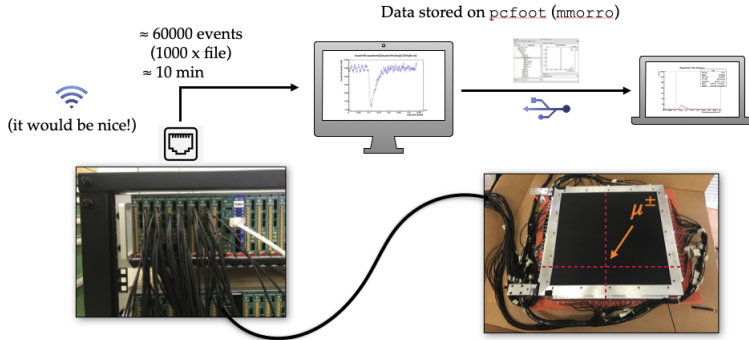 Data stored on pcfoot (mmorro)
≈ 60000 events
(1000 x file)
≈ 10 min
(it would be nice!)
μ±